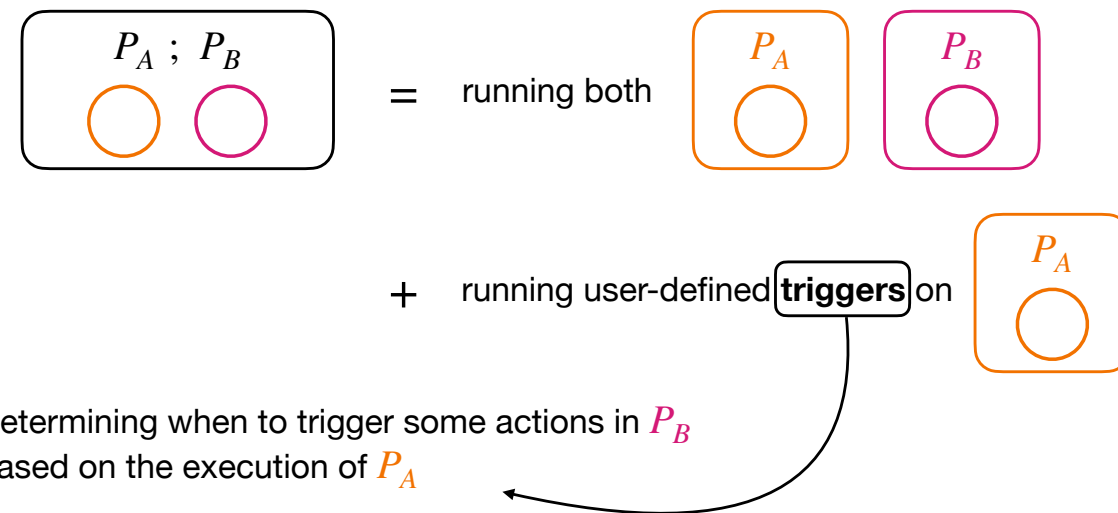 P_A ; P_B
= running both P_A P_B
+ running user-defined triggers on P_A
etermining when to trigger some actions in P_B
ased on the execution of P_A